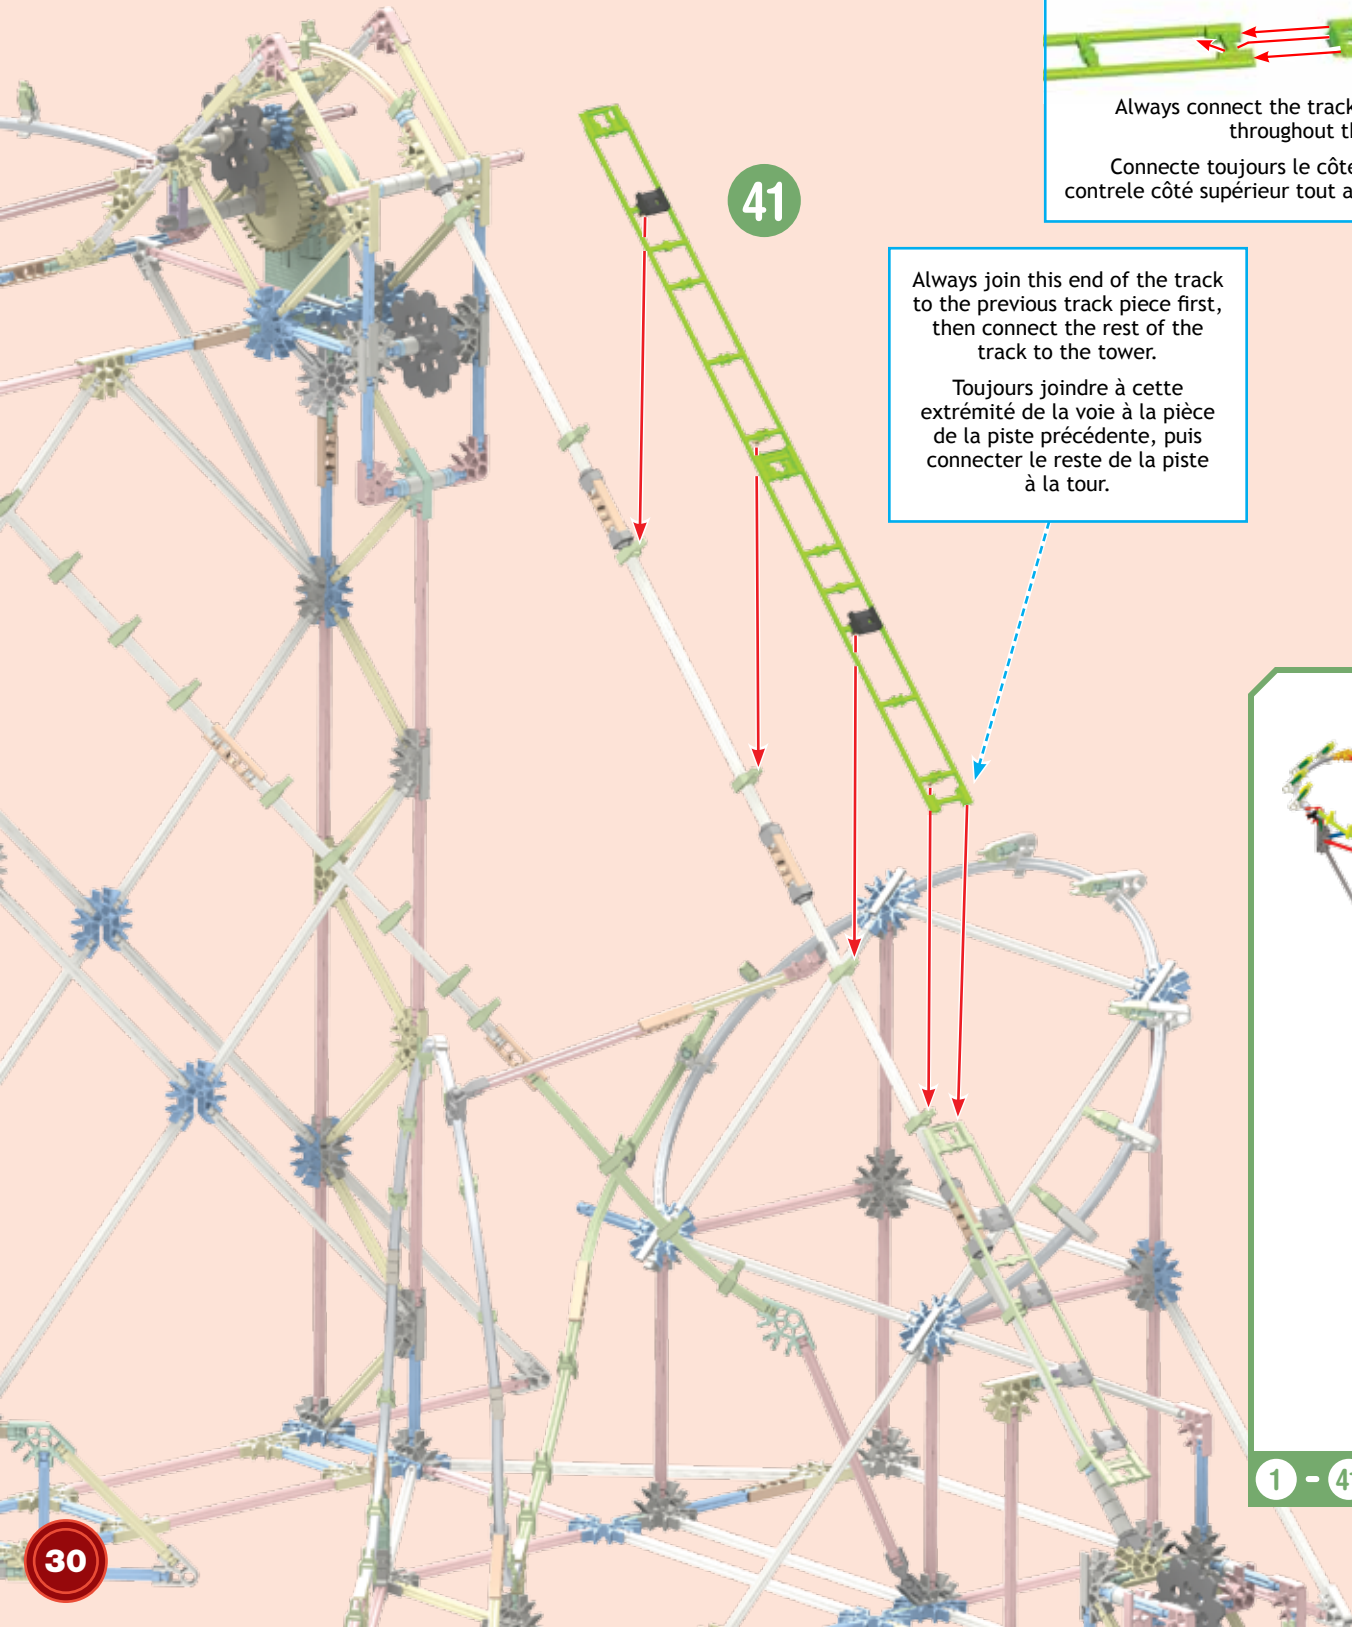 Always connect the track
throughout
Connecte toujours le côté
contrele côté supérieur tout
41
Always join this end of the track
to the previous track piece first,
then connect the rest of the
track to the tower.
Toujours joindre à cette
extrémité de la voie à la pièce
de la piste précédente, puis
connecter le reste de la piste
à la tour.
1 - 41
30